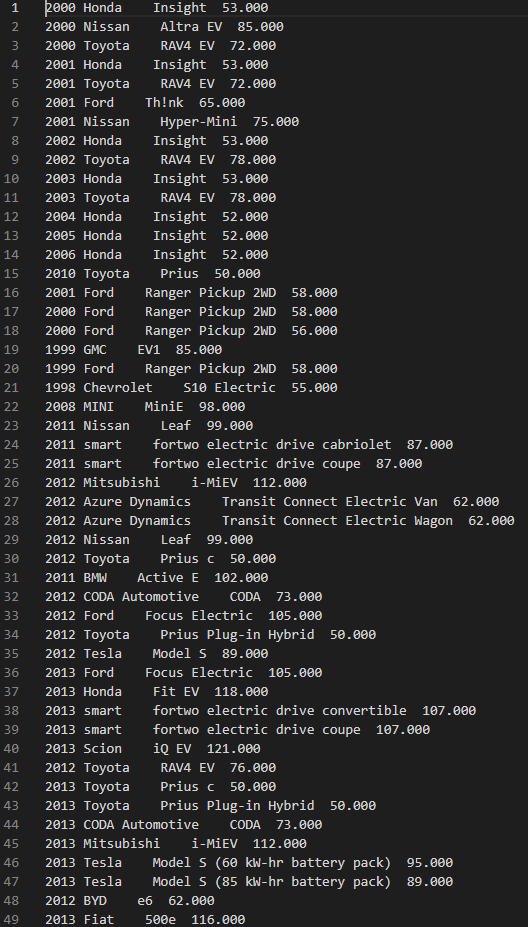 1 2000 Honda Insight 53.000
2 2000 Nissan Altra EV 85.000
3 2000 Toyota RAV4 EV 72.000
4 2001 Honda Insight 53.000
5 2001 Toyota RAV4 EV 72.000
6 2001 Ford Th!nk 65.000
7 2001 Nissan Hyper-Mini 75.000
8 2002 Honda Insight 53.000
9 2002 Toyota RAV4 EV 78.000
10 2003 Honda Insight 53.000
11 2003 Toyota RAV4 EV 78.000
12 2004 Honda Insight 52.000
13 2005 Honda Insight 52.000
14 2006 Honda Insight 52.000
15 2010 Toyota Prius 50.000
16 2001 Ford Ranger Pickup 2WD 58.000
17 2000 Ford Ranger Pickup 2WD 58.000
18 2000 Ford Ranger Pickup 2WD 56.000
19 1999 GMC EV1 85.000
20 1999 Ford Ranger Pickup 2WD 58.000
21 1998 Chevrolet S10 Electric 55.000
22 2008 MINI MiniE 98.000
23 2011 Nissan Leaf 99.000
24 2011 smart fortwo electric drive cabriolet 87.000
25 2011 smart fortwo electric drive coupe 87.000
26 2012 Mitsubishi i-MiEV 112.000
27 2012 Azure Dynamics Transit Connect Electric Van 62.000
28 2012 Azure Dynamics Transit Connect Electric Wagon 62.000
29 2012 Nissan Leaf 99.000
30 2012 Toyota Prius c 50.000
31 2011 BMW Active E 102.000
32 2012 CODA Automotive CODA 73.000
33 2012 Ford Focus Electric 105.000
34 2012 Toyota Prius Plug-in Hybrid 50.000
35 2012 Tesla Model S 89.000
36 2013 Ford Focus Electric 105.000
37 2013 Honda Fit EV 118.000
38 2013 smart fortwo electric drive convertible 107.000
39 2013 smart fortwo electric drive coupe 107.000
40 2013 Scion iQ EV 121.000
41 2012 Toyota RAV4 EV 76.000
42 2013 Toyota Prius c 50.000
43 2013 Toyota Prius Plug-in Hybrid 50.000
44 2013 CODA Automotive CODA 73.000
45 2013 Mitsubishi i-MiEV 112.000
46 2013 Tesla Model S (60 kW-hr battery pack) 95.000
47 2013 Tesla Model S (85 kW-hr battery pack) 89.000
48 2012 BYD e6 62.000
49 2013 Fiat 500e 116.000